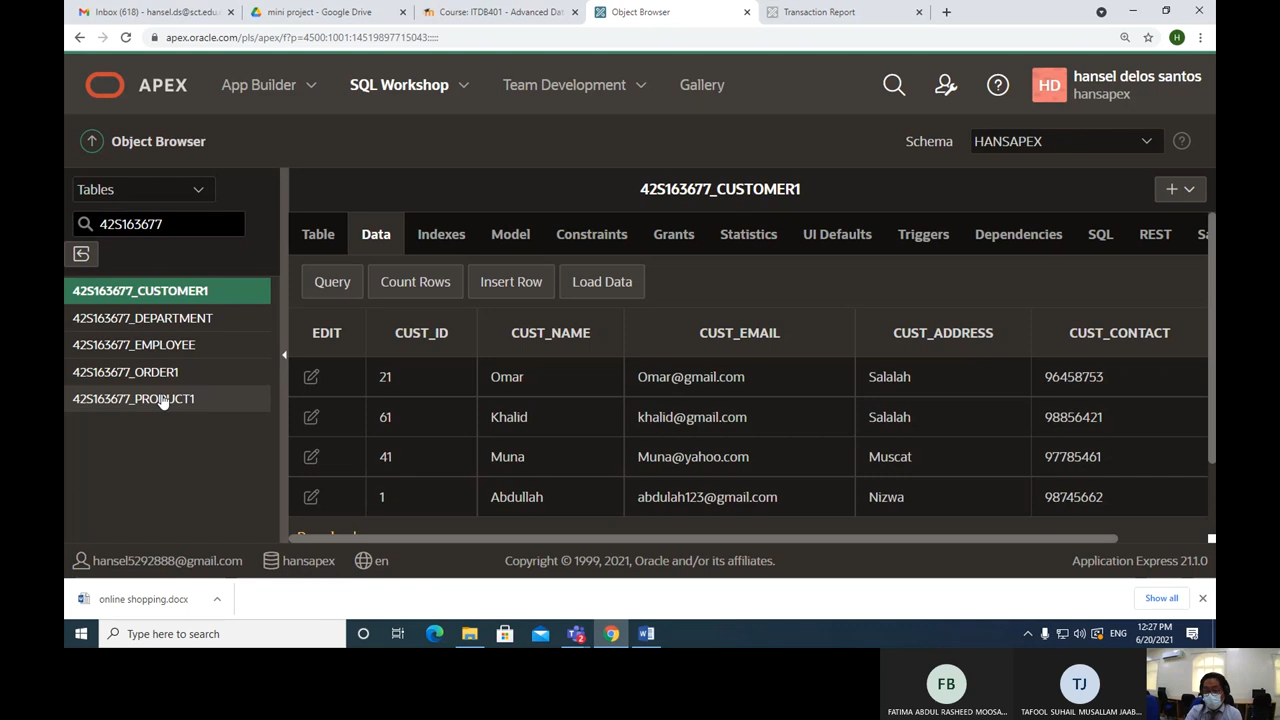 Inbox (618) - hansel.ds@sct.edu.
mini project - Google Drive
Course: ITDB401 - Advanced Da
Object Browser
Transaction Report
apex.oracle.com/pls/apex/f?p=4500:1001:14519897715043:::::
H
APEX
App Builder
SQL Workshop
Team Development
Gallery
HD
hansel delos santos
hansapex
Object Browser
Schema
HANSAPEX
Tables
42S163677_CUSTOMER1
42S163677
Table
Data
Indexes
Model
Constraints
Grants
Statistics
UI Defaults
Triggers
Dependencies
SQL
REST
Sa
Query
Count Rows
Insert Row
Load Data
42S163677_CUSTOMER1
42S163677_DEPARTMENT
42S163677_EMPLOYEE
42S163677_ORDER1
42S163677_PRODUCT1
EDIT
CUST_ID
CUST_NAME
CUST_EMAIL
CUST_ADDRESS
CUST_CONTACT
21
Omar
Omar@gmail.com
Salalah
96458753
61
Khalid
khalid@gmail.com
Salalah
98856421
41
Muna
Muna@yahoo.com
Muscat
97785461
1
Abdullah
abdulah123@gmail.com
Nizwa
98745662
hansel5292888@gmail.com
hansapex
en
Copyright © 1999, 2021, Oracle and/or its affiliates.
Application Express 21.1.0
online shopping.docx
Show all
Type here to search
2
ENG
12:27 PM
6/20/2021
FB
FATIMA ABDUL RASHEED MOOSA...
TJ
TAFOOL SUHAIL MUSALLAM JAAB...